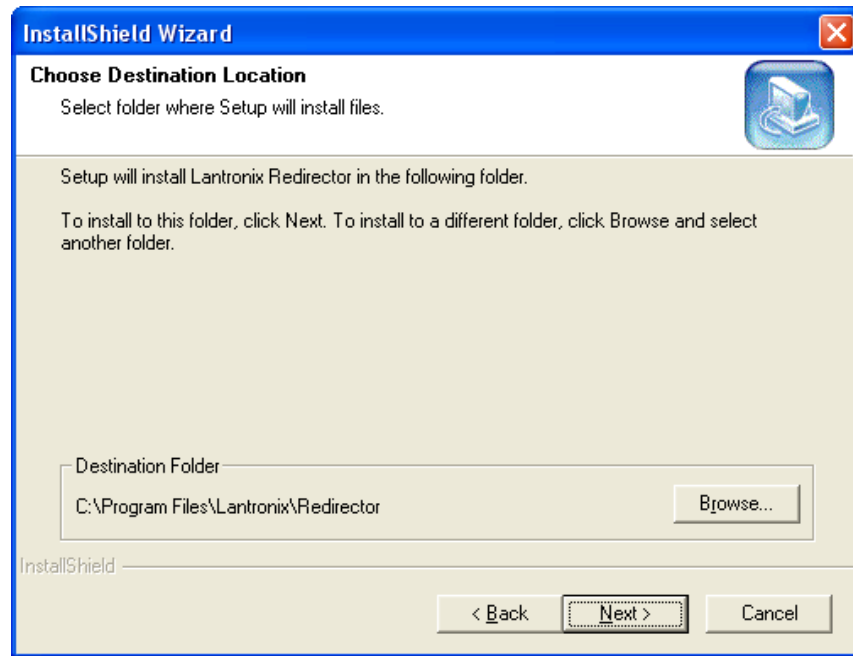 InstallShield Wizard
Choose Destination Location
Select folder where Setup will install files.
Setup will install Lantronix Redirector in the following folder.
To install to this folder, click Next. To install to a different folder, click Browse and select
another folder.
Destination Folder
C:\Program Files\Lantronix\Redirector
Browse...
InstallShield
< Back
Next >
Cancel